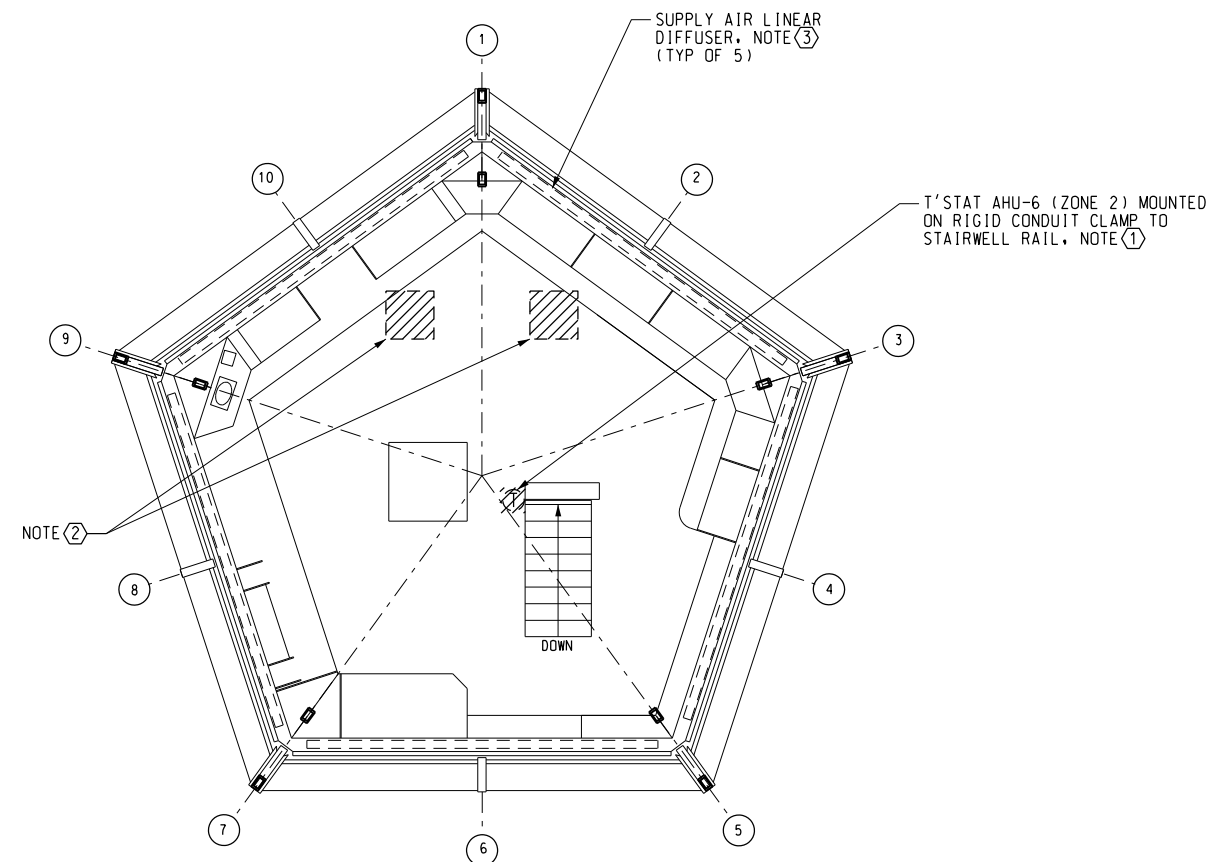 SUPPLY AIR LINEAR
DIFFUSER, NOTE 3
(TYP OF 5)
1
10
2
T'STAT AHU-6 (ZONE 2) MOUNTED
ON RIGID CONDUIT CLAMP TO
STAIRWELL RAIL, NOTE 1
9
3
T
NOTE 2
8
4
DOWN
7
5
6